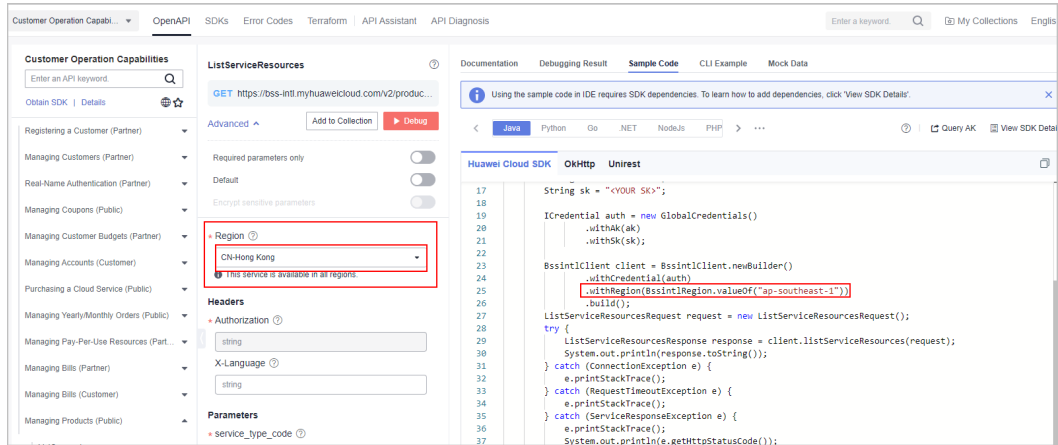 Customer Operation Capabi... OpenAPI SDKs Error Codes Terraform API Assistant API Diagnosis Enter a keyword. My Collections
Customer Operation Capabilities
Enter an API keyword.
Obtain SDK | Details
Registering a Customer (Partner)
Managing Customers (Partner)
Real-Name Authentication (Partner)
Managing Coupons (Public)
Managing Customer Budgets (Partner)
Managing Accounts (Customer)
Purchasing a Cloud Service (Public)
Managing Yearly/Monthly Orders (Public)
Managing Pay-Per-Use Resources (Part...
Managing Bills (Partner)
Managing Bills (Customer)
Managing Products (Public)
ListServiceResources
GET https://bss-intl.myhuaweicloud.com/v2/produc...
Advanced Add to Collection Debug
Required parameters only
Default
Encrypt sensitive parameters
* Region
CN-Hong Kong
This service is available in all regions.
Headers
* Authorization
string
X-Language
string
Parameters
* service_type_code
Documentation Debugging Result Sample Code CLI Example Mock Data
Using the sample code in IDE requires SDK dependencies. To learn how to add dependencies, click 'View SDK Details'.
Java Python Go .NET NodeJs PHP ... Query AK View SDK Detai
Huawei Cloud SDK OkHttp Unirest
17 String sk = "<YOUR SK>";
18
19 ICredential auth = new GlobalCredentials()
20 .withAk(ak)
21 .withSk(sk);
22
23 BssintlClient client = BssintlClient.newBuilder()
24 .withCredential(auth)
25 .withRegion(BssintlRegion.valueOf("ap-southeast-1"))
26 .build();
27 ListServiceResourcesRequest request = new ListServiceResourcesRequest();
28 try {
29 ListServiceResourcesResponse response = client.listServiceResources(request);
30 System.out.println(response.toString());
31 } catch (ConnectionException e) {
32 e.printStackTrace();
33 } catch (RequestTimeoutException e) {
34 e.printStackTrace();
35 } catch (ServiceResponseException e) {
36 e.printStackTrace();
37 System.out.println(e.getHttpStatusCode());